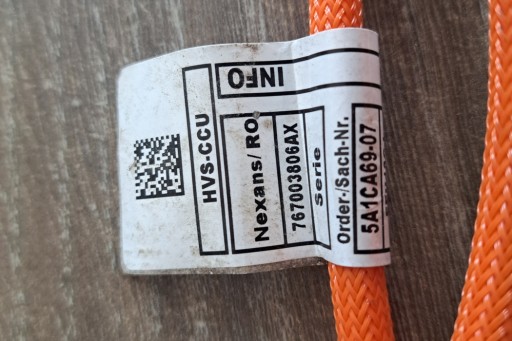 INFO
HVS-CCU
Nexans/ RO
767003806AX
Serie
Order-/Sach-Nr.
5A1CA69-07